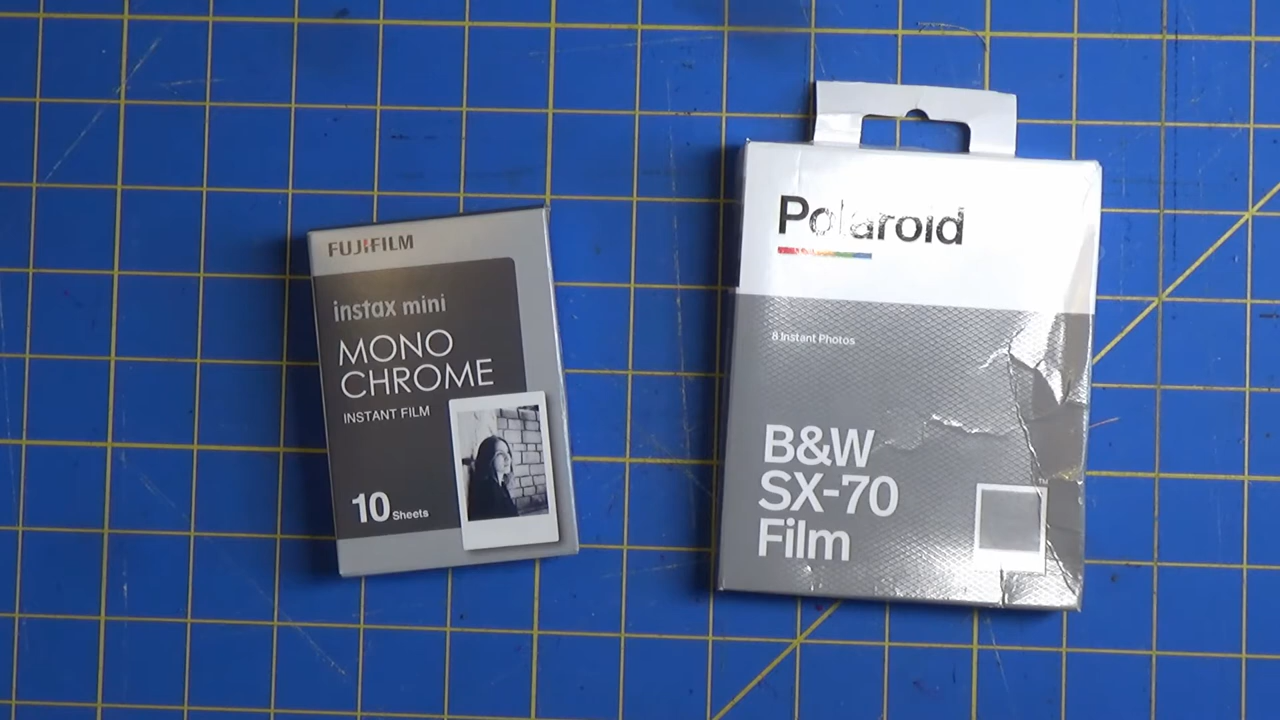 FUJIFILM
instax mini
MONO
CHROME
INSTANT FILM
10 Sheets
Polaroid
8 Instant Photos
B&W
SX-70
Film